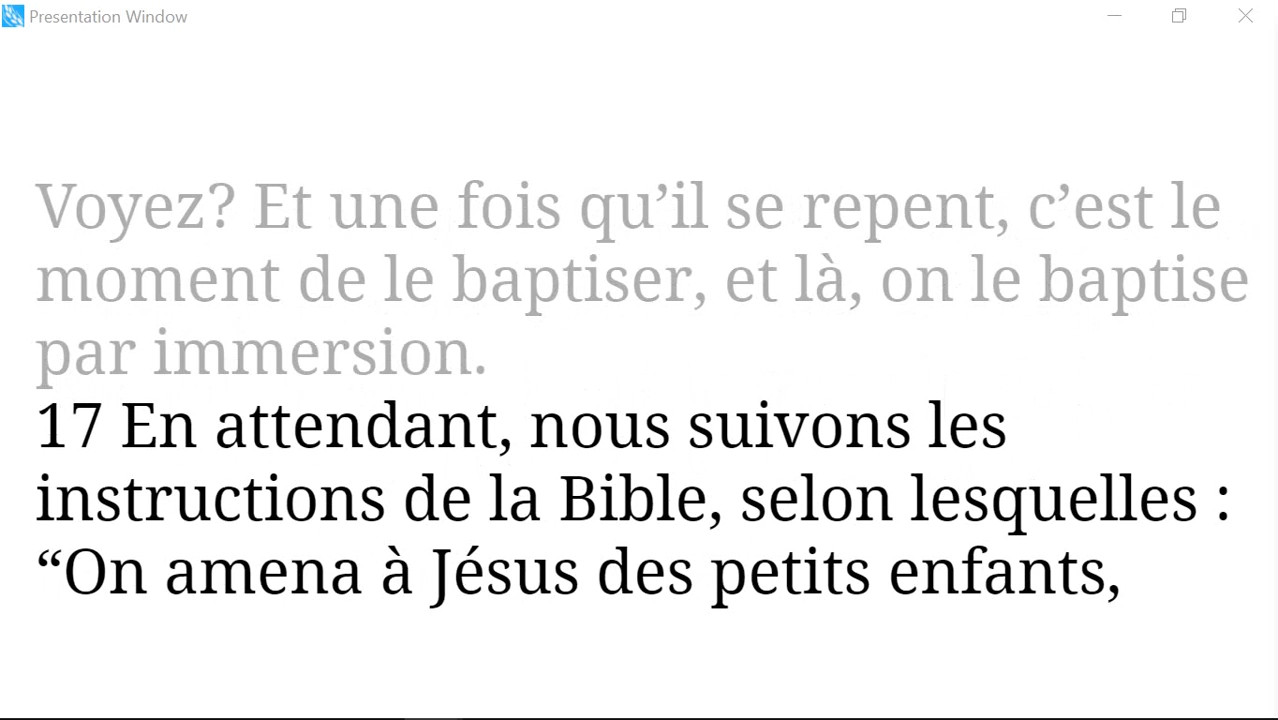 Presentation Window
Voyez? Et une fois qu’il se repent, c’est le
moment de le baptiser, et là, on le baptise
par immersion.
17 En attendant, nous suivons les
instructions de la Bible, selon lesquelles :
“On amena à Jésus des petits enfants,